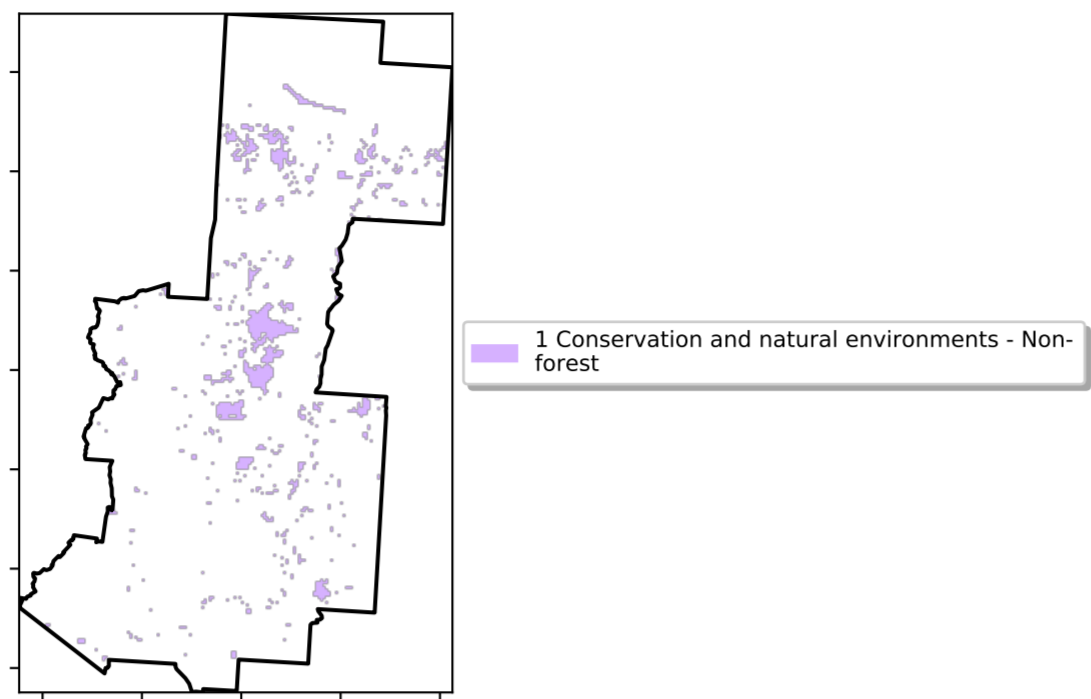 1 Conservation and natural environments - Non-
forest